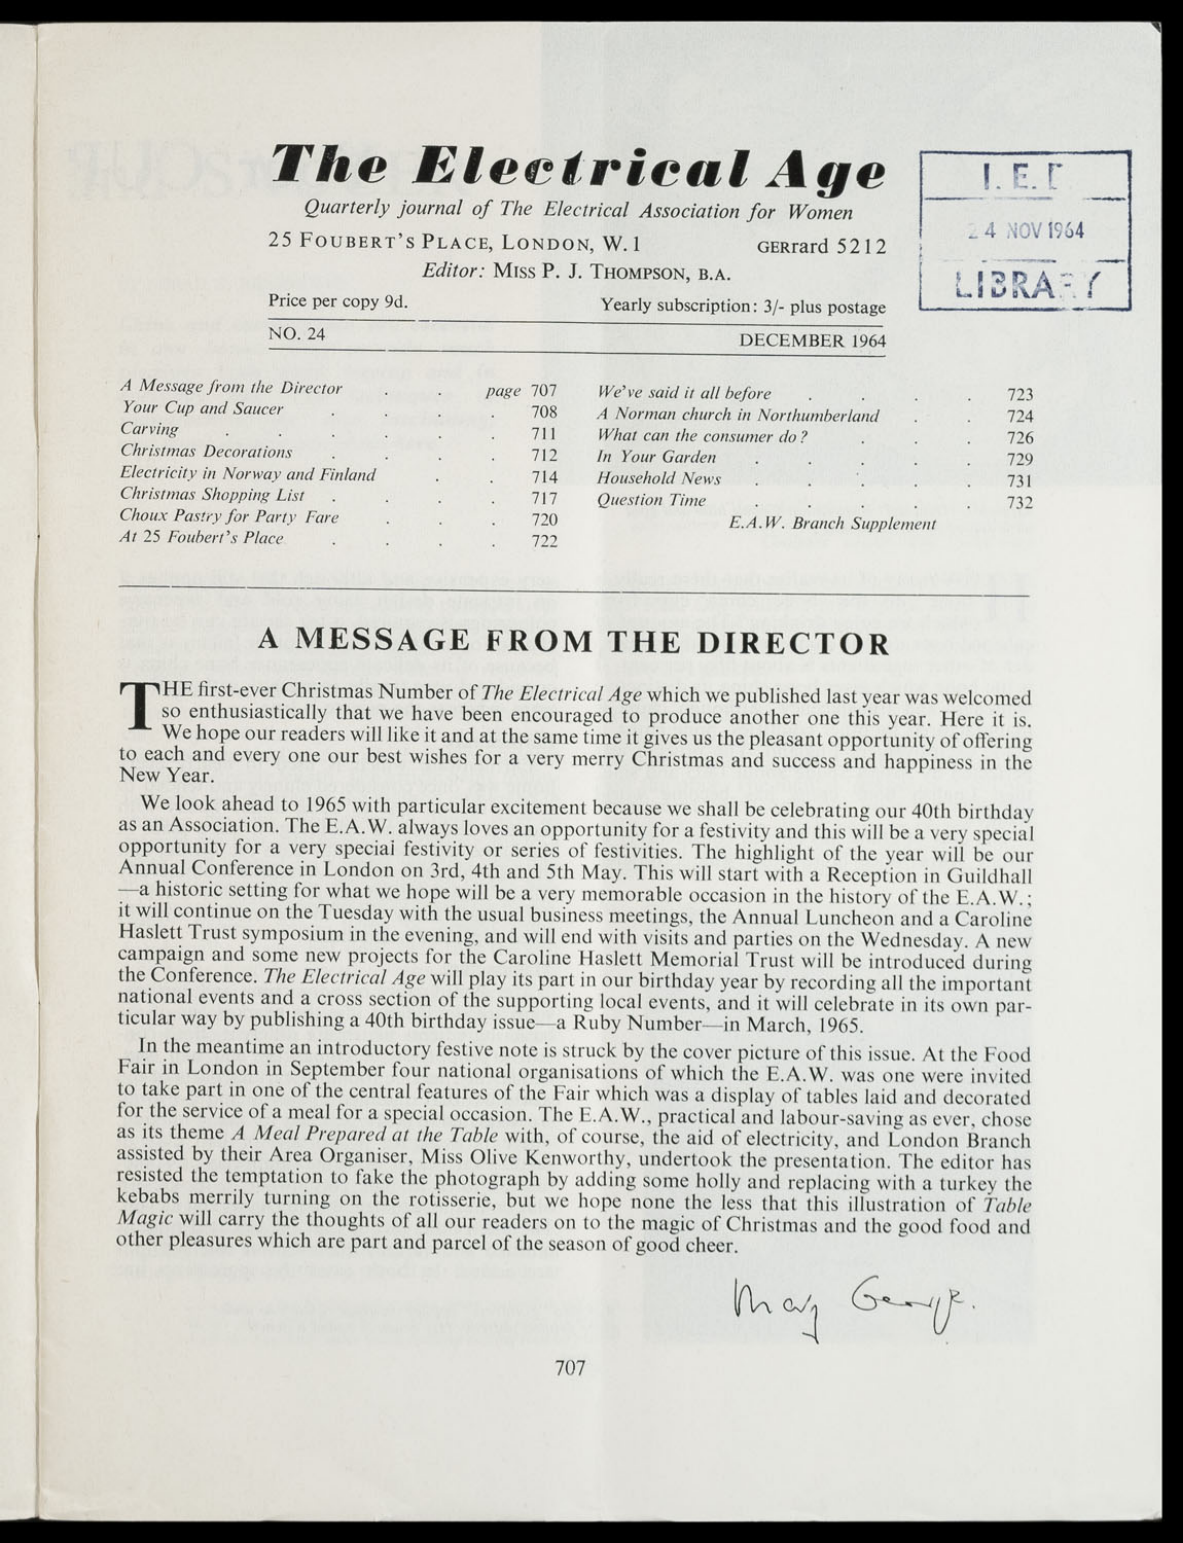 The Electrical Age
Quarterly journal of The Electrical Association for Women
25 FOUBERT'S PLACE, LONDON, W.1 GERrard 5212
Editor: MISS P. J. THOMPSON, B.A.
Price per copy 9d. Yearly subscription: 3/- plus postage
NO. 24 DECEMBER 1964
I. E. E
24 NOV 1964
LIBRARY
A Message from the Director . . page 707
Your Cup and Saucer . . . . 708
Carving . . . . . . 711
Christmas Decorations . . . . 712
Electricity in Norway and Finland . . 714
Christmas Shopping List . . . . 717
Choux Pastry for Party Fare . . . 720
At 25 Foubert's Place . . . . 722
We've said it all before . . . . 723
A Norman church in Northumberland . . 724
What can the consumer do? . . . 726
In Your Garden . . . . . 729
Household News . . . . . 731
Question Time . . . . . 732
E.A.W. Branch Supplement
A MESSAGE FROM THE DIRECTOR
THE first-ever Christmas Number of The Electrical Age which we published last year was welcomed
so enthusiastically that we have been encouraged to produce another one this year. Here it is.
We hope our readers will like it and at the same time it gives us the pleasant opportunity of offering
to each and every one our best wishes for a very merry Christmas and success and happiness in the
New Year.
We look ahead to 1965 with particular excitement because we shall be celebrating our 40th birthday
as an Association. The E.A.W. always loves an opportunity for a festivity and this will be a very special
opportunity for a very special festivity or series of festivities. The highlight of the year will be our
Annual Conference in London on 3rd, 4th and 5th May. This will start with a Reception in Guildhall
—a historic setting for what we hope will be a very memorable occasion in the history of the E.A.W.;
it will continue on the Tuesday with the usual business meetings, the Annual Luncheon and a Caroline
Haslett Trust symposium in the evening, and will end with visits and parties on the Wednesday. A new
campaign and some new projects for the Caroline Haslett Memorial Trust will be introduced during
the Conference. The Electrical Age will play its part in our birthday year by recording all the important
national events and a cross section of the supporting local events, and it will celebrate in its own par-
ticular way by publishing a 40th birthday issue—a Ruby Number—in March, 1965.
In the meantime an introductory festive note is struck by the cover picture of this issue. At the Food
Fair in London in September four national organisations of which the E.A.W. was one were invited
to take part in one of the central features of the Fair which was a display of tables laid and decorated
for the service of a meal for a special occasion. The E.A.W., practical and labour-saving as ever, chose
as its theme A Meal Prepared at the Table with, of course, the aid of electricity, and London Branch
assisted by their Area Organiser, Miss Olive Kenworthy, undertook the presentation. The editor has
resisted the temptation to fake the photograph by adding some holly and replacing with a turkey the
kebabs merrily turning on the rotisserie, but we hope none the less that this illustration of Table
Magic will carry the thoughts of all our readers on to the magic of Christmas and the good food and
other pleasures which are part and parcel of the season of good cheer.
Mary George.
707